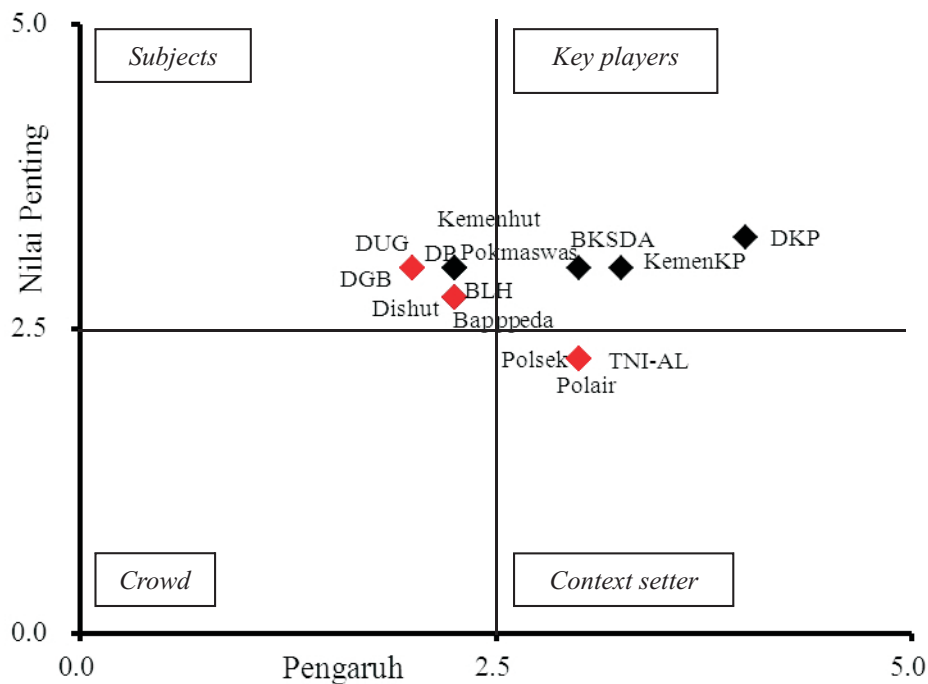 5.0
Subjects
Key players
Nilai Penting
Kemenhut
DUG
DP
Pokmaswas
BKSDA
DKP
DGB
KemenKP
Dishut
BLH
Bapppeda
2.5
Polsek
TNI-AL
Polair
Crowd
Context setter
0.0
0.0
Pengaruh
2.5
5.0